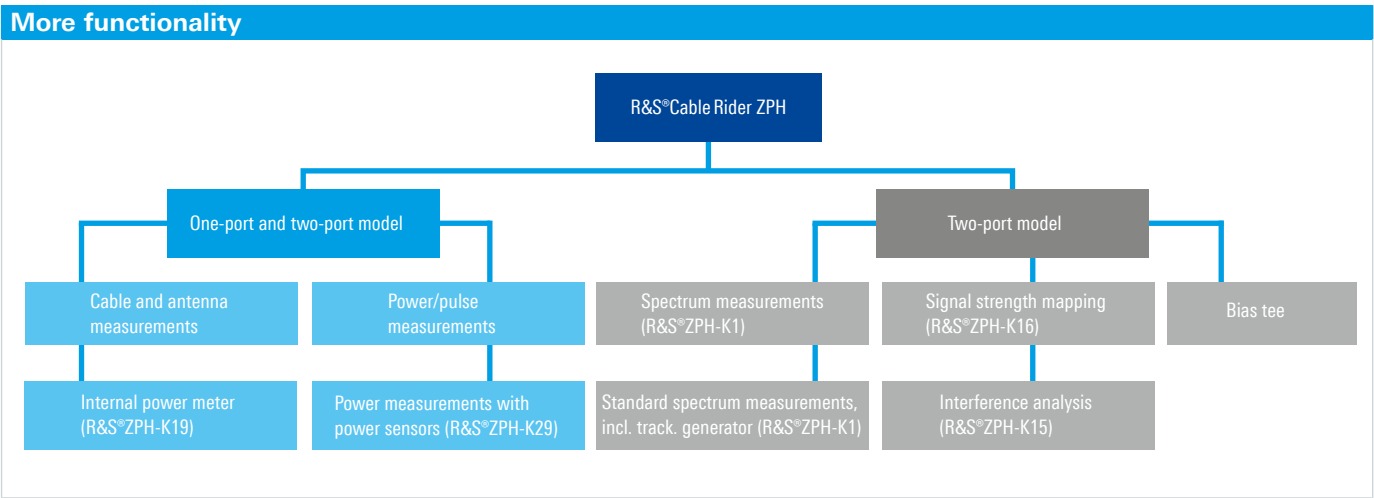 More functionality
R&S®Cable Rider ZPH
One-port and two-port model
Two-port model
Cable and antenna
measurements
Power/pulse
measurements
Spectrum measurements
(R&S®ZPH-K1)
Signal strength mapping
(R&S®ZPH-K16)
Bias tee
Internal power meter
(R&S®ZPH-K19)
Power measurements with
power sensors (R&S®ZPH-K29)
Standard spectrum measurements,
incl. track. generator (R&S®ZPH-K1)
Interference analysis
(R&S®ZPH-K15)